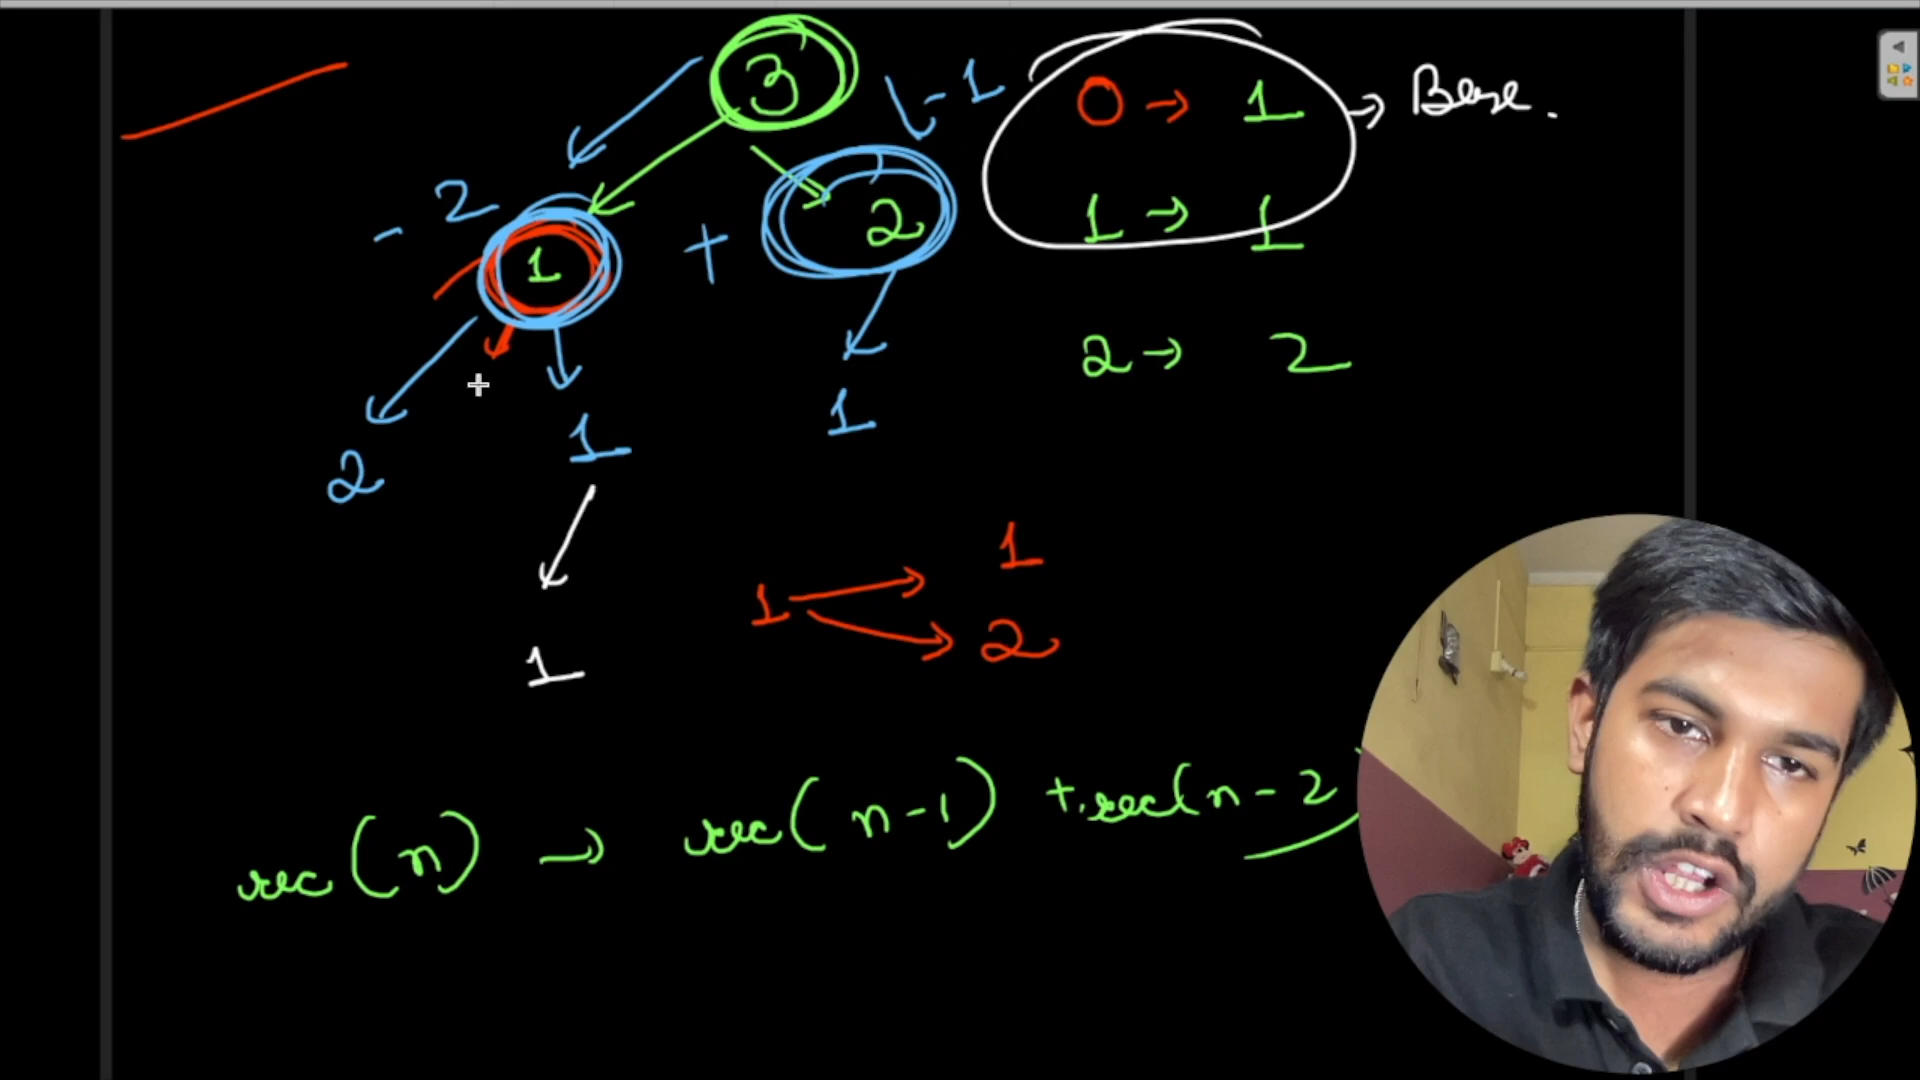 3
-1
0 → 1 → Base.
-2
1 + 2
1 → 1
2 → 2
2 1 1
1
1 → 1
2
rec(n) → rec(n-1) + rec(n-2)